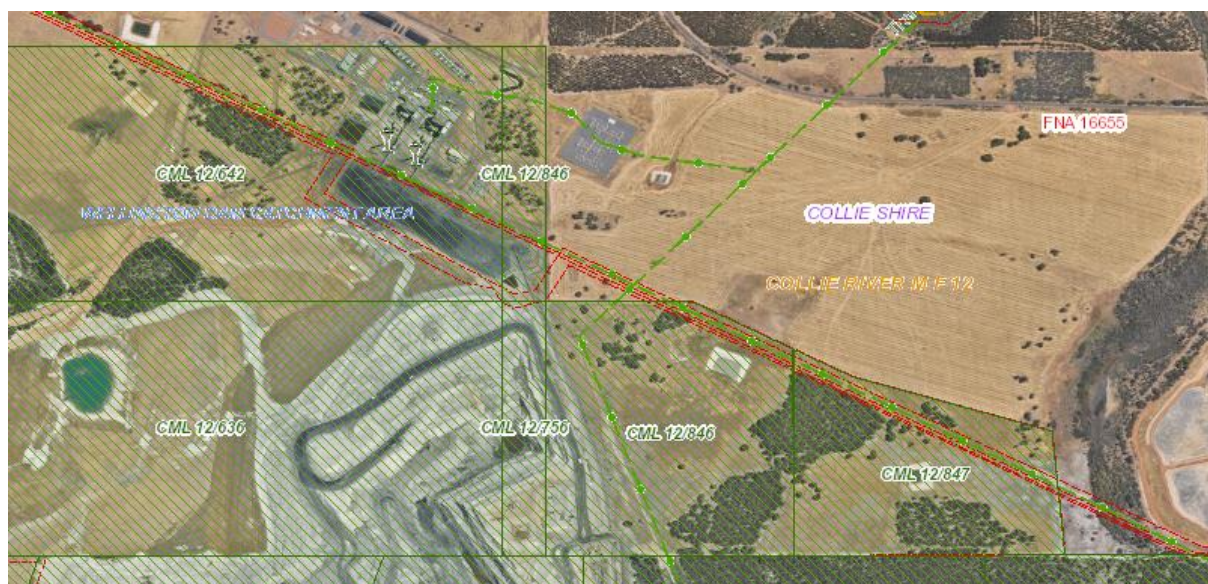 FNA 16655
CML 12/642
CML 12/846
WELLINGTON DAM CATCHMENT AREA
COLLIE SHIRE
COLLIE RIVER M F 12
CML 12/636
CML 12/756
CML 12/846
CML 12/847